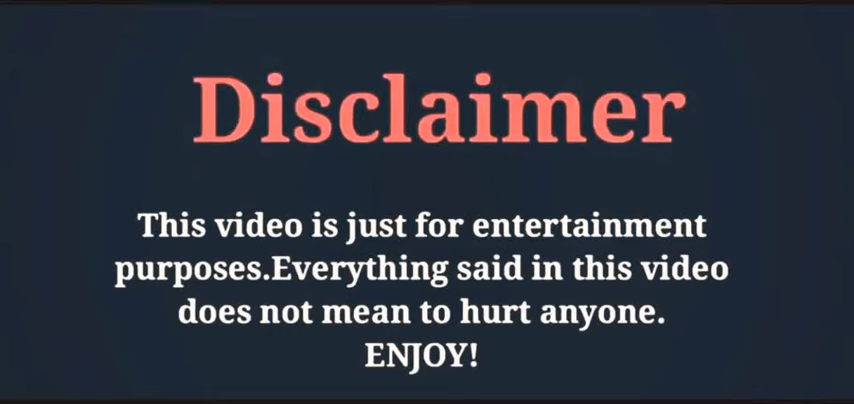 Disclaimer
This video is just for entertainment
purposes.Everything said in this video
does not mean to hurt anyone.
ENJOY!